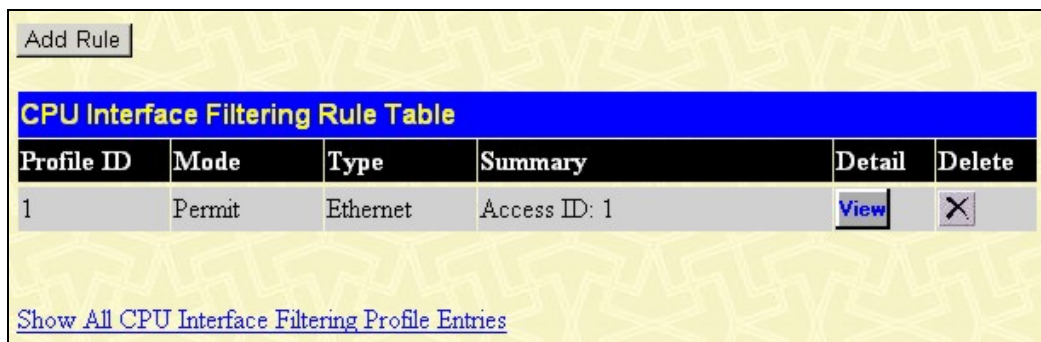 Add Rule
CPU Interface Filtering Rule Table
Profile ID Mode Type Summary Detail Delete
1 Permit Ethernet Access ID: 1 View X
Show All CPU Interface Filtering Profile Entries